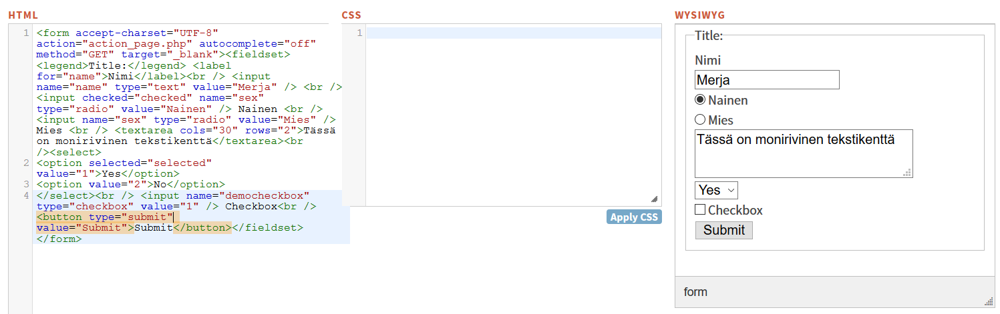 HTML
1 <form accept-charset="UTF-8"
action="action_page.php" autocomplete="off"
method="GET" target="_blank"><fieldset>
<legend>Title:</legend> <label
for="name">Nimi</label><br /> <input
name="name" type="text" value="Merja" /> <br />
<input checked="checked" name="sex"
type="radio" value="Nainen" /> Nainen <br />
<input name="sex" type="radio" value="Mies" />
Mies <br /> <textarea cols="30" rows="2">Tässä
on monirivinen tekstikenttä</textarea><br
/><select>
2 <option selected="selected"
value="1">Yes</option>
3 <option value="2">No</option>
4 </select><br /> <input name="democheckbox"
type="checkbox" value="1" /> Checkbox<br />
<button type="submit"
value="Submit">Submit</button></fieldset>
</form>
CSS
1
Apply CSS
WYSIWYG
Title:
Nimi
Merja
Nainen
Mies
Tässä on monirivinen tekstikenttä
Yes
Checkbox
Submit
form